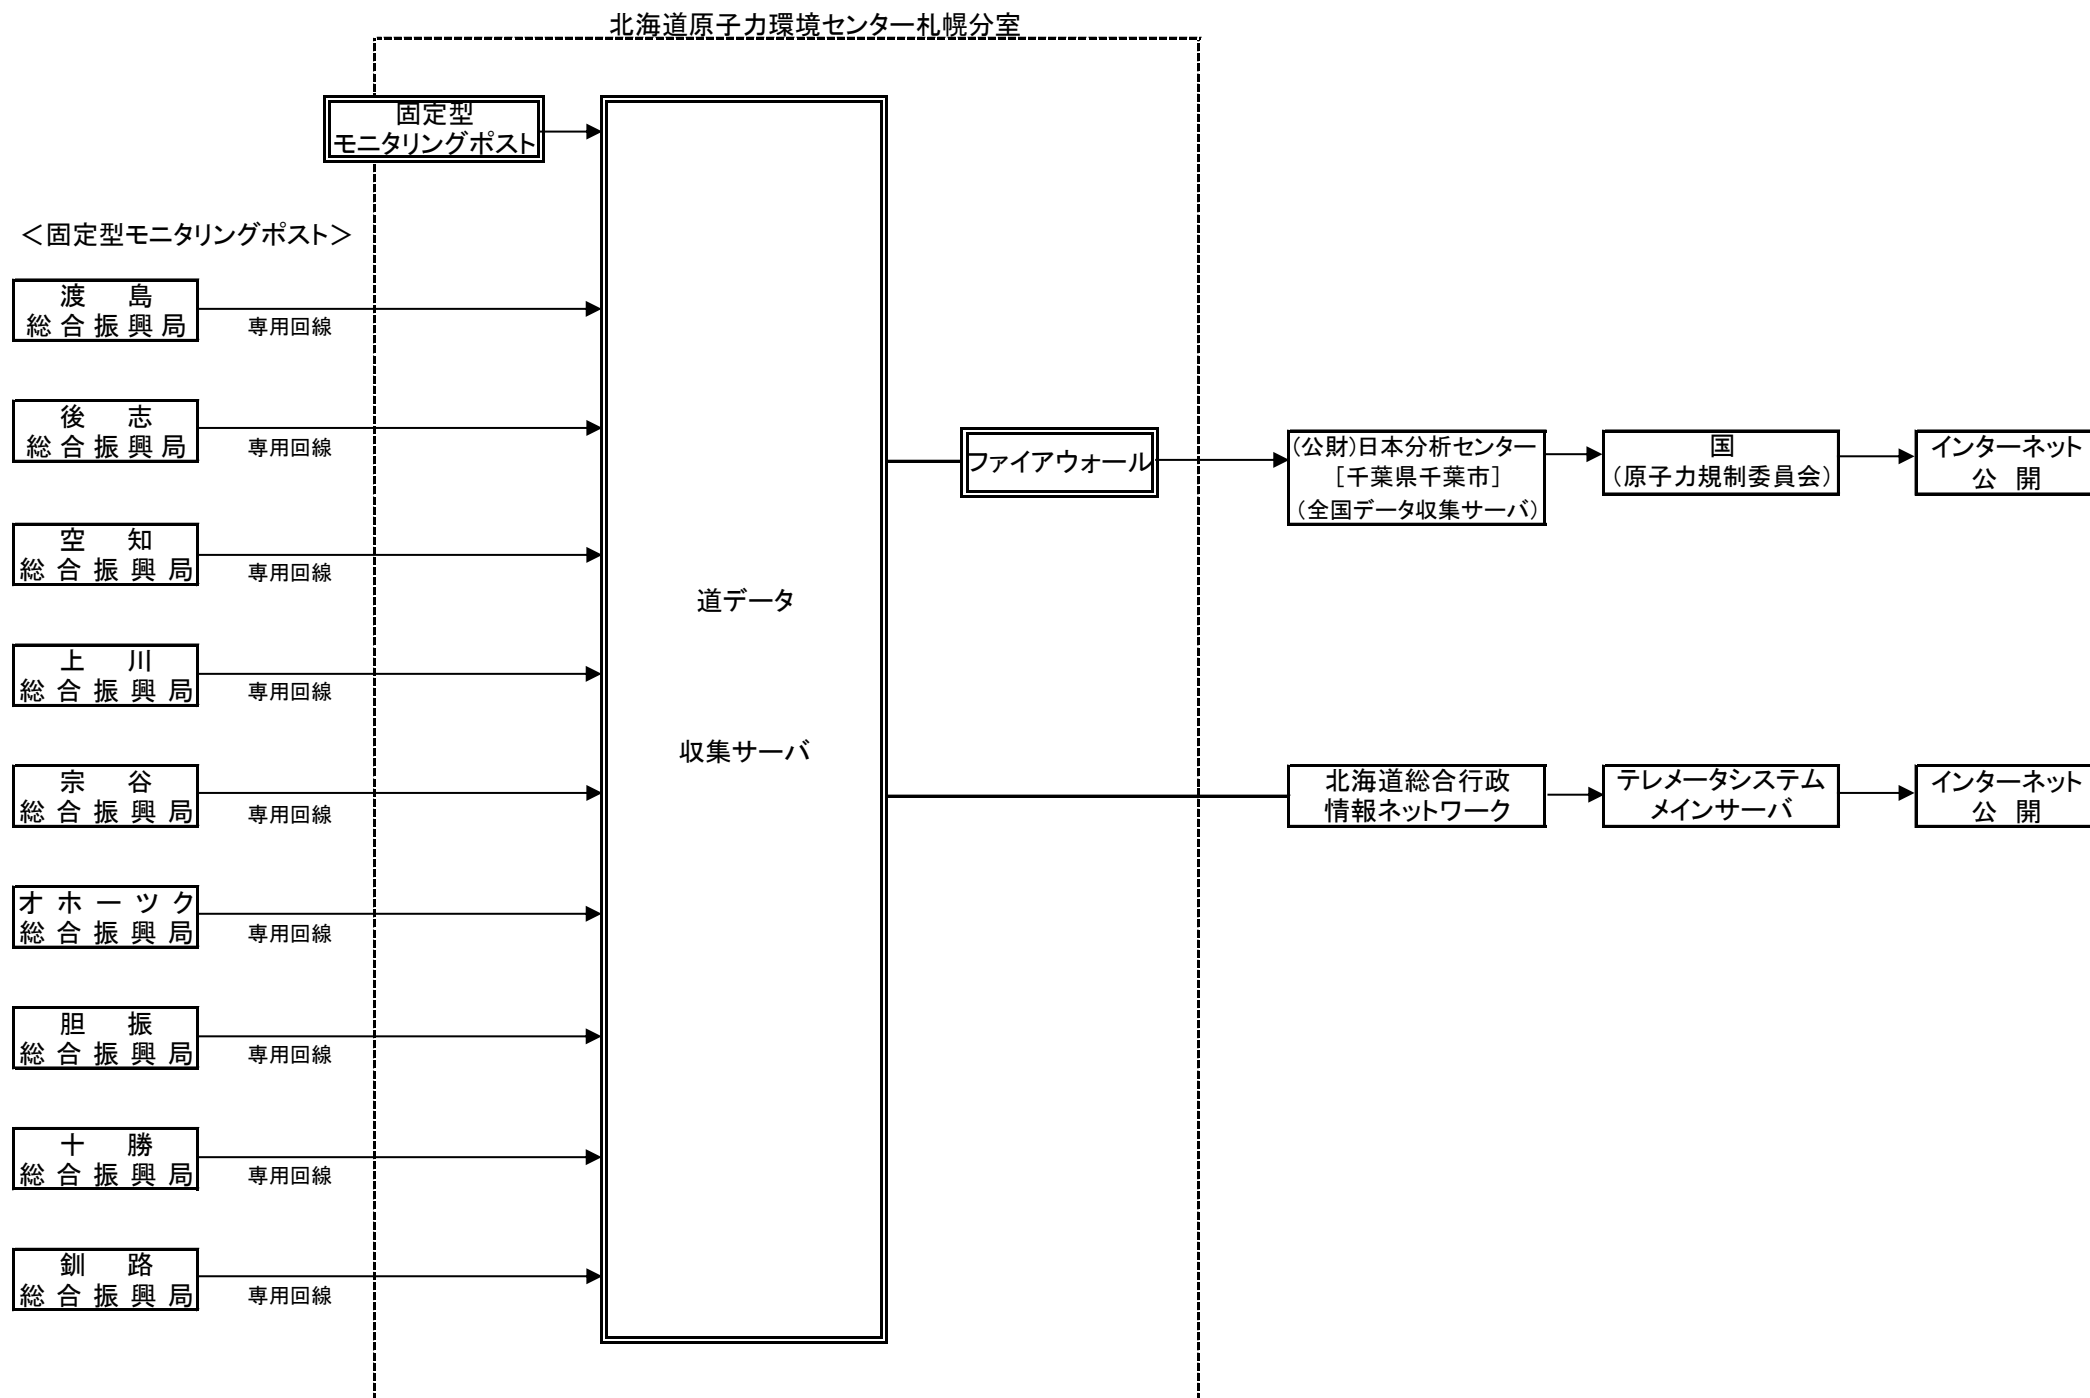 北海道原子力環境センター札幌分室
固定型
モニタリングポスト
＜固定型モニタリングポスト＞
渡　島
総合振興局
専用回線
後　志
総合振興局
専用回線
空　知
総合振興局
専用回線
上　川
総合振興局
専用回線
宗　谷
総合振興局
専用回線
オホーツク
総合振興局
専用回線
胆　振
総合振興局
専用回線
十　勝
総合振興局
専用回線
釧　路
総合振興局
専用回線
道データ
収集サーバ
ファイアウォール
(公財)日本分析センター
［千葉県千葉市］
（全国データ収集サーバ）
国
（原子力規制委員会）
インターネット
公　開
北海道総合行政
情報ネットワーク
テレメータシステム
メインサーバ
インターネット
公　開